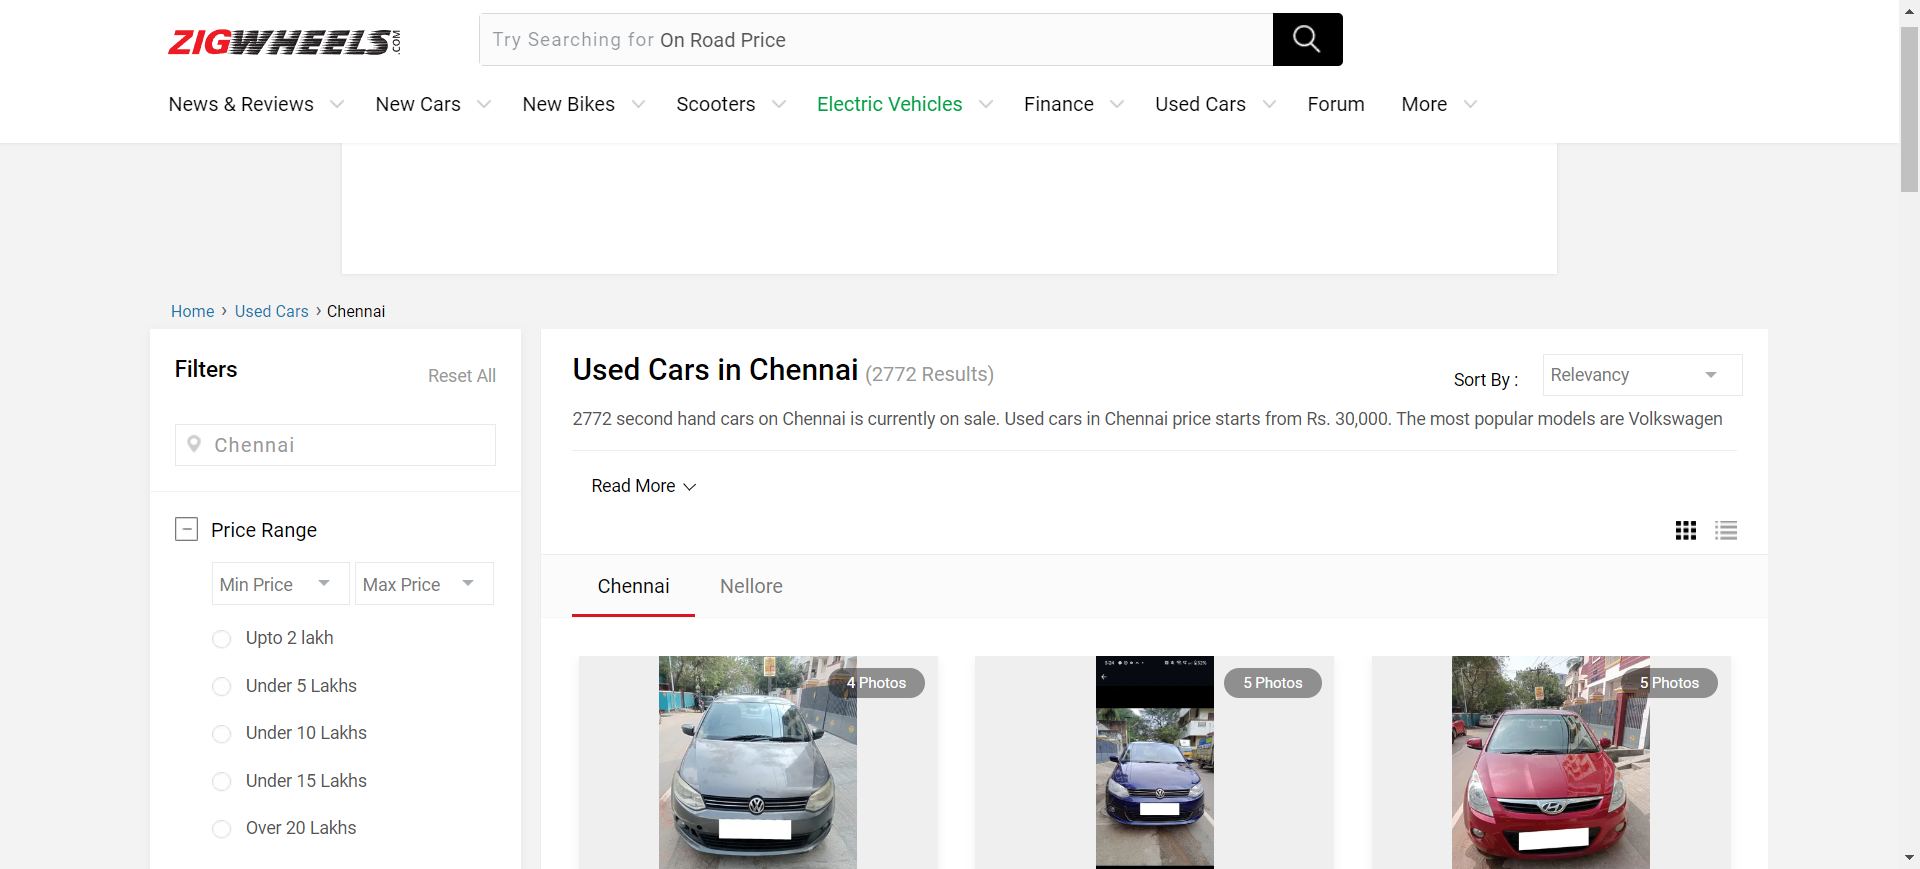 ZIGWHEELS.COM
Try Searching for On Road Price
News & Reviews New Cars New Bikes Scooters Electric Vehicles Finance Used Cars Forum More
Home › Used Cars › Chennai
Filters
Reset All
Chennai
Price Range
Min Price Max Price
Upto 2 lakh
Under 5 Lakhs
Under 10 Lakhs
Under 15 Lakhs
Over 20 Lakhs
Used Cars in Chennai (2772 Results)
Sort By : Relevancy
2772 second hand cars on Chennai is currently on sale. Used cars in Chennai price starts from Rs. 30,000. The most popular models are Volkswagen
Read More
Chennai Nellore
4 Photos
5 Photos
5 Photos